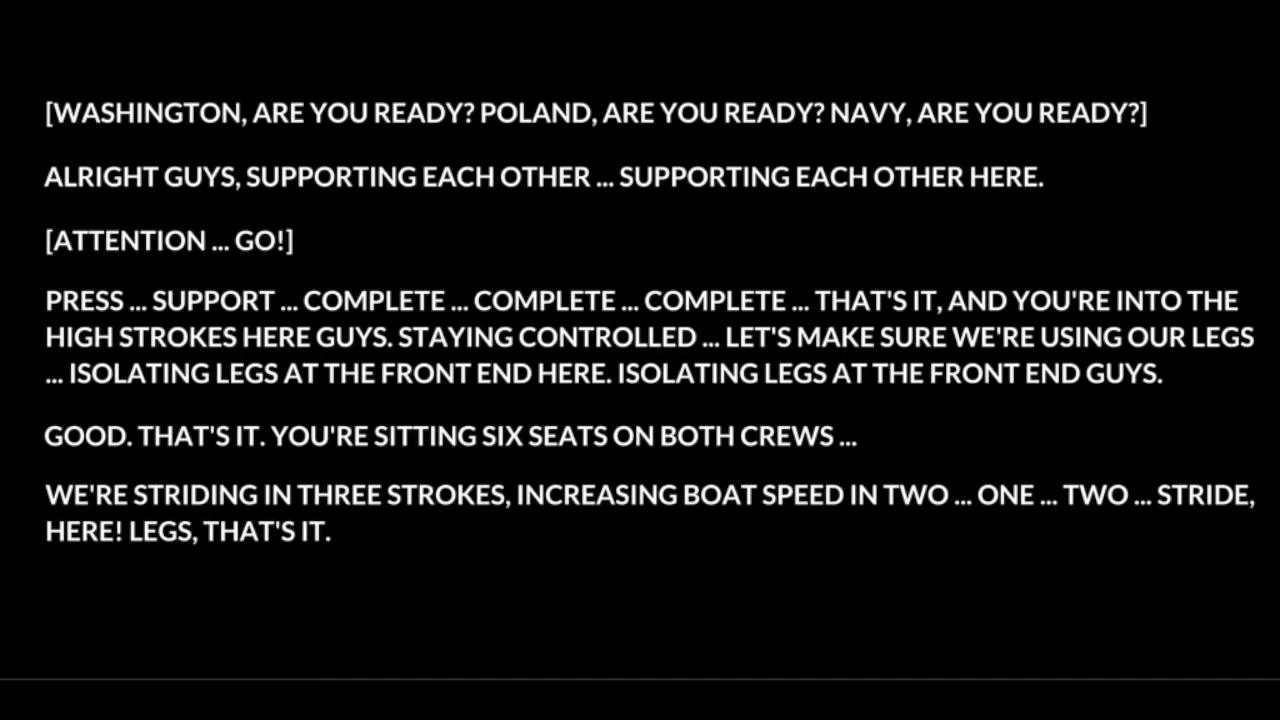 [WASHINGTON, ARE YOU READY? POLAND, ARE YOU READY? NAVY, ARE YOU READY?]
ALRIGHT GUYS, SUPPORTING EACH OTHER ... SUPPORTING EACH OTHER HERE.
[ATTENTION ... GO!]
PRESS ... SUPPORT ... COMPLETE ... COMPLETE ... COMPLETE ... THAT'S IT, AND YOU'RE INTO THE
HIGH STROKES HERE GUYS. STAYING CONTROLLED ... LET'S MAKE SURE WE'RE USING OUR LEGS
... ISOLATING LEGS AT THE FRONT END HERE. ISOLATING LEGS AT THE FRONT END GUYS.
GOOD. THAT'S IT. YOU'RE SITTING SIX SEATS ON BOTH CREWS ...
WE'RE STRIDING IN THREE STROKES, INCREASING BOAT SPEED IN TWO ... ONE ... TWO ... STRIDE,
HERE! LEGS, THAT'S IT.